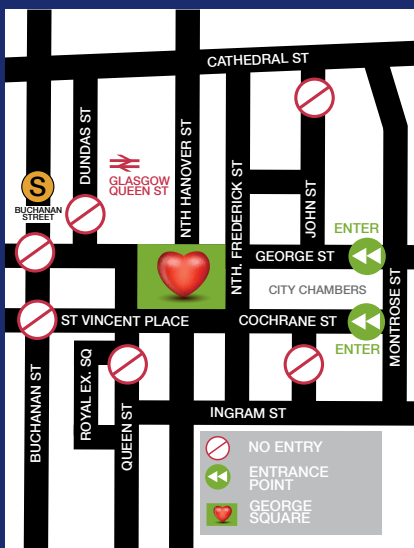 CATHEDRAL ST
DUNDAS ST
NTH HANOVER ST
NTH. FREDERICK ST
JOHN ST
GLASGOW
QUEEN ST
S
BUCHANAN
STREET
ENTER
GEORGE ST
CITY CHAMBERS
MONTROSE ST
ST VINCENT PLACE
COCHRANE ST
ENTER
BUCHANAN ST
ROYAL EX. SQ
QUEEN ST
INGRAM ST
NO ENTRY
ENTRANCE
POINT
GEORGE
SQUARE